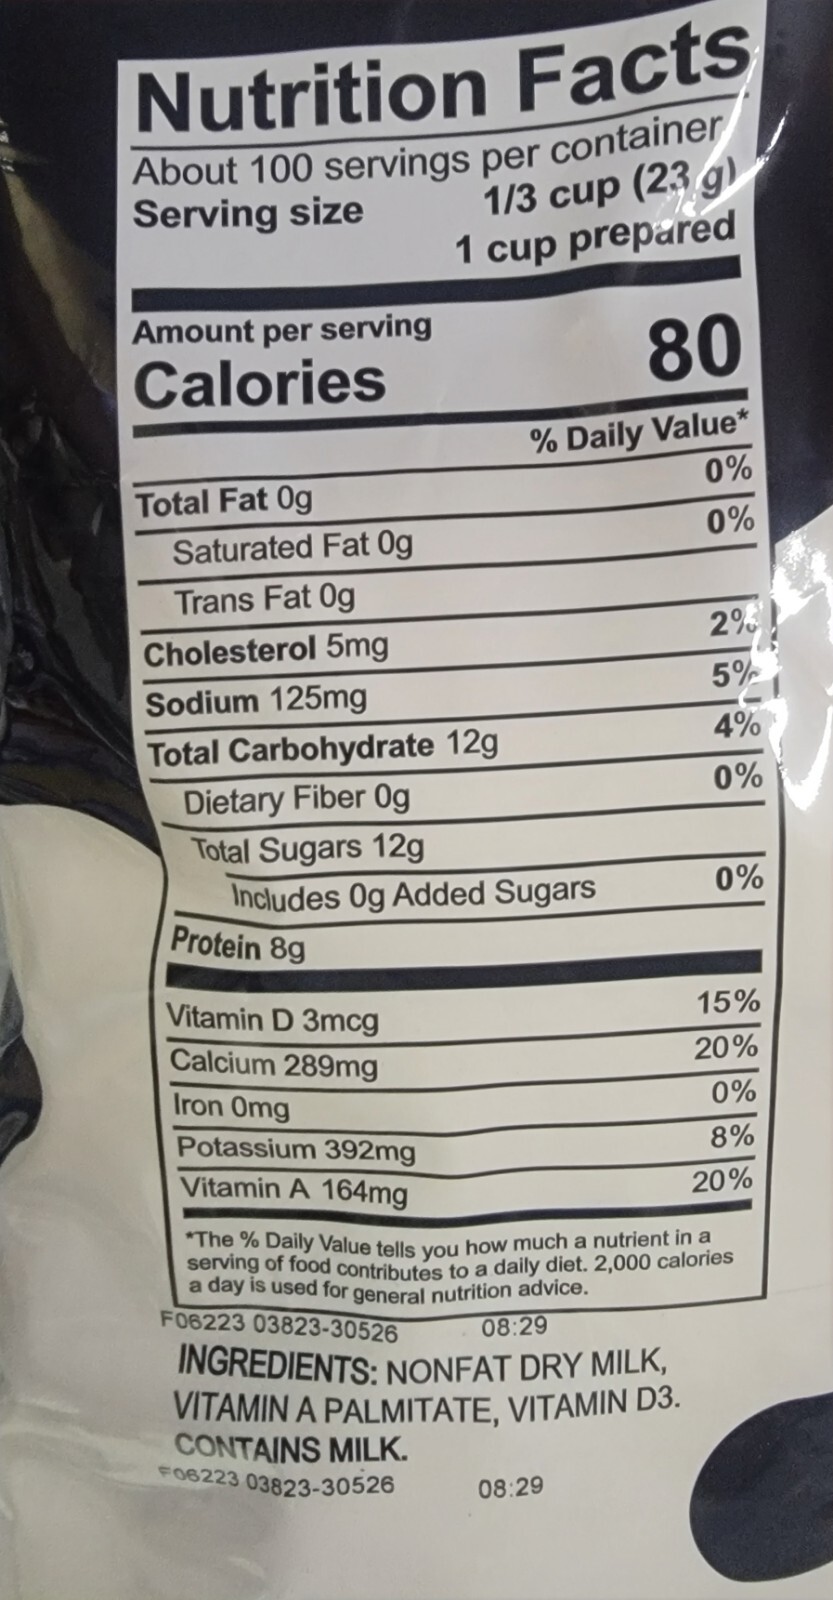 Nutrition Facts
About 100 servings per container
Serving size 1/3 cup (23 g)
1 cup prepared
Amount per serving
Calories 80
% Daily Value*
Total Fat 0g 0%
Saturated Fat 0g 0%
Trans Fat 0g
Cholesterol 5mg 2%
Sodium 125mg 5%
Total Carbohydrate 12g 4%
Dietary Fiber 0g 0%
Total Sugars 12g
Includes 0g Added Sugars 0%
Protein 8g
Vitamin D 3mcg 15%
Calcium 289mg 20%
Iron 0mg 0%
Potassium 392mg 8%
Vitamin A 164mg 20%
*The % Daily Value tells you how much a nutrient in a
serving of food contributes to a daily diet. 2,000 calories
a day is used for general nutrition advice.
F06223 03823-30526 08:29
INGREDIENTS: NONFAT DRY MILK,
VITAMIN A PALMITATE, VITAMIN D3.
CONTAINS MILK.
F06223 03823-30526 08:29